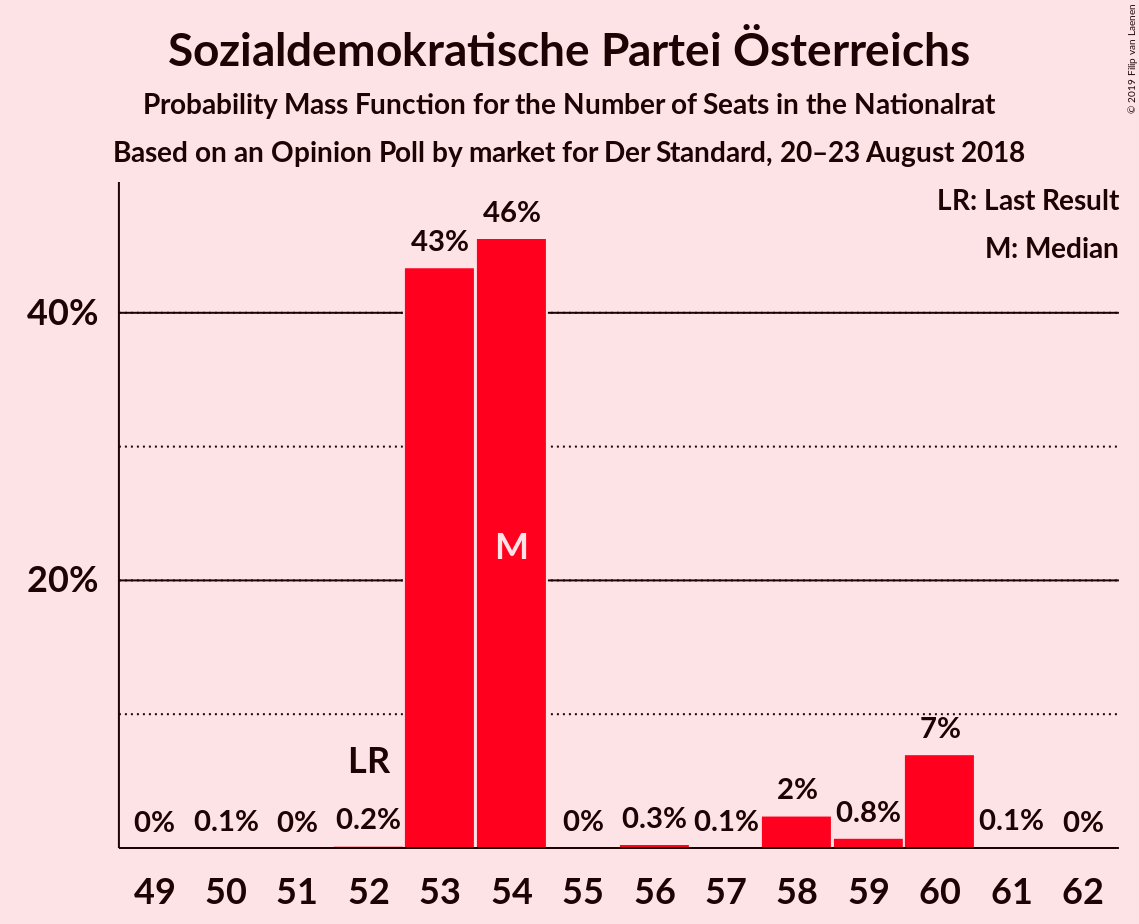 Sozialdemokratische Partei Österreichs
Probability Mass Function for the Number of Seats in the Nationalrat
Based on an Opinion Poll by market for Der Standard, 20–23 August 2018
© 2019 Filip van Laenen
LR: Last Result
M: Median
46%
43%
40%
M
20%
7%
LR
2%
0% 0.1% 0% 0.2% 0% 0.3% 0.1% 0.8% 0.1% 0%
49 50 51 52 53 54 55 56 57 58 59 60 61 62